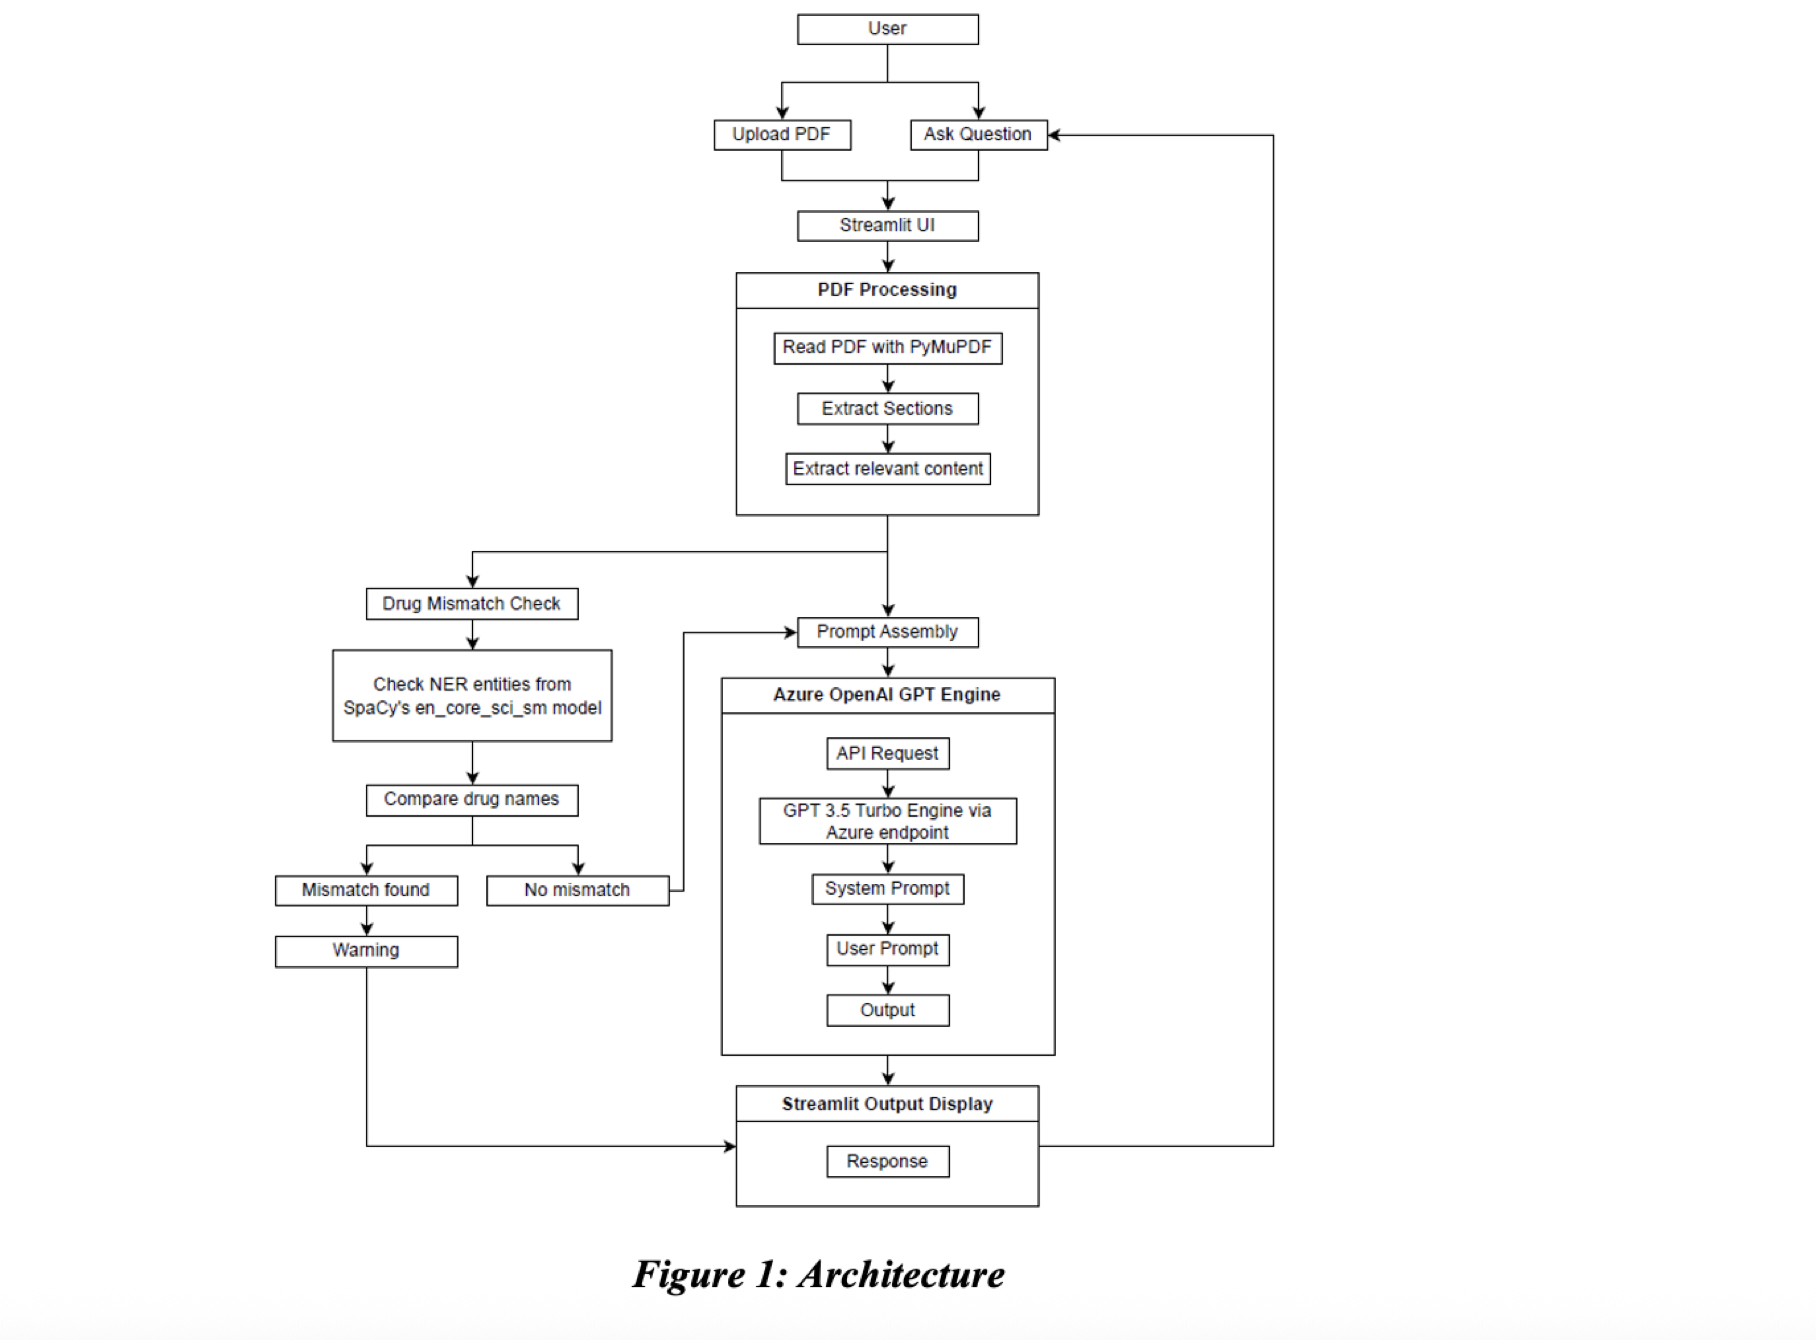 User
Upload PDF
Ask Question
Streamlit UI
PDF Processing
Read PDF with PyMuPDF
Extract Sections
Extract relevant content
Drug Mismatch Check
Check NER entities from
SpaCy's en_core_sci_sm model
Compare drug names
Mismatch found
No mismatch
Warning
Prompt Assembly
Azure OpenAI GPT Engine
API Request
GPT 3.5 Turbo Engine via
Azure endpoint
System Prompt
User Prompt
Output
Streamlit Output Display
Response
Figure 1: Architecture